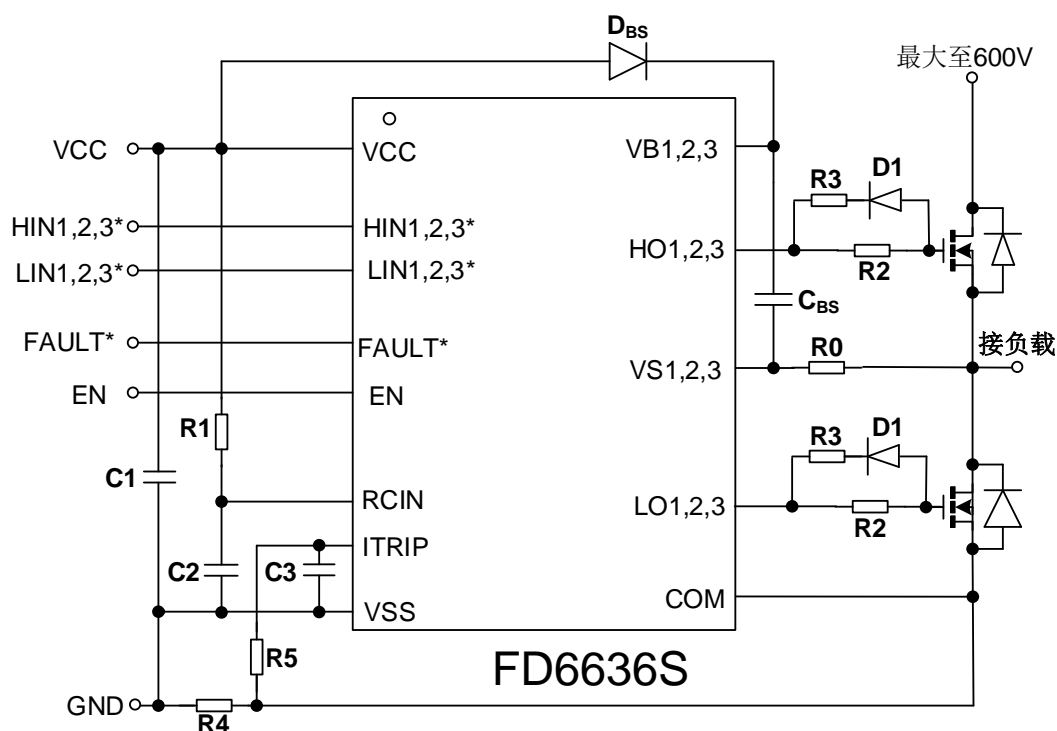 DBS
最大至600V
VCC
VCC
VB1,2,3
R3
D1
HIN1,2,3*
HIN1,2,3*
HO1,2,3
R2
LIN1,2,3*
LIN1,2,3*
CBS
FAULT*
FAULT*
接负载
VS1,2,3
R0
EN
EN
R1
R3
D1
C1
RCIN
LO1,2,3
R2
ITRIP
C2
C3
VSS
COM
R5
FD6636S
GND
R4